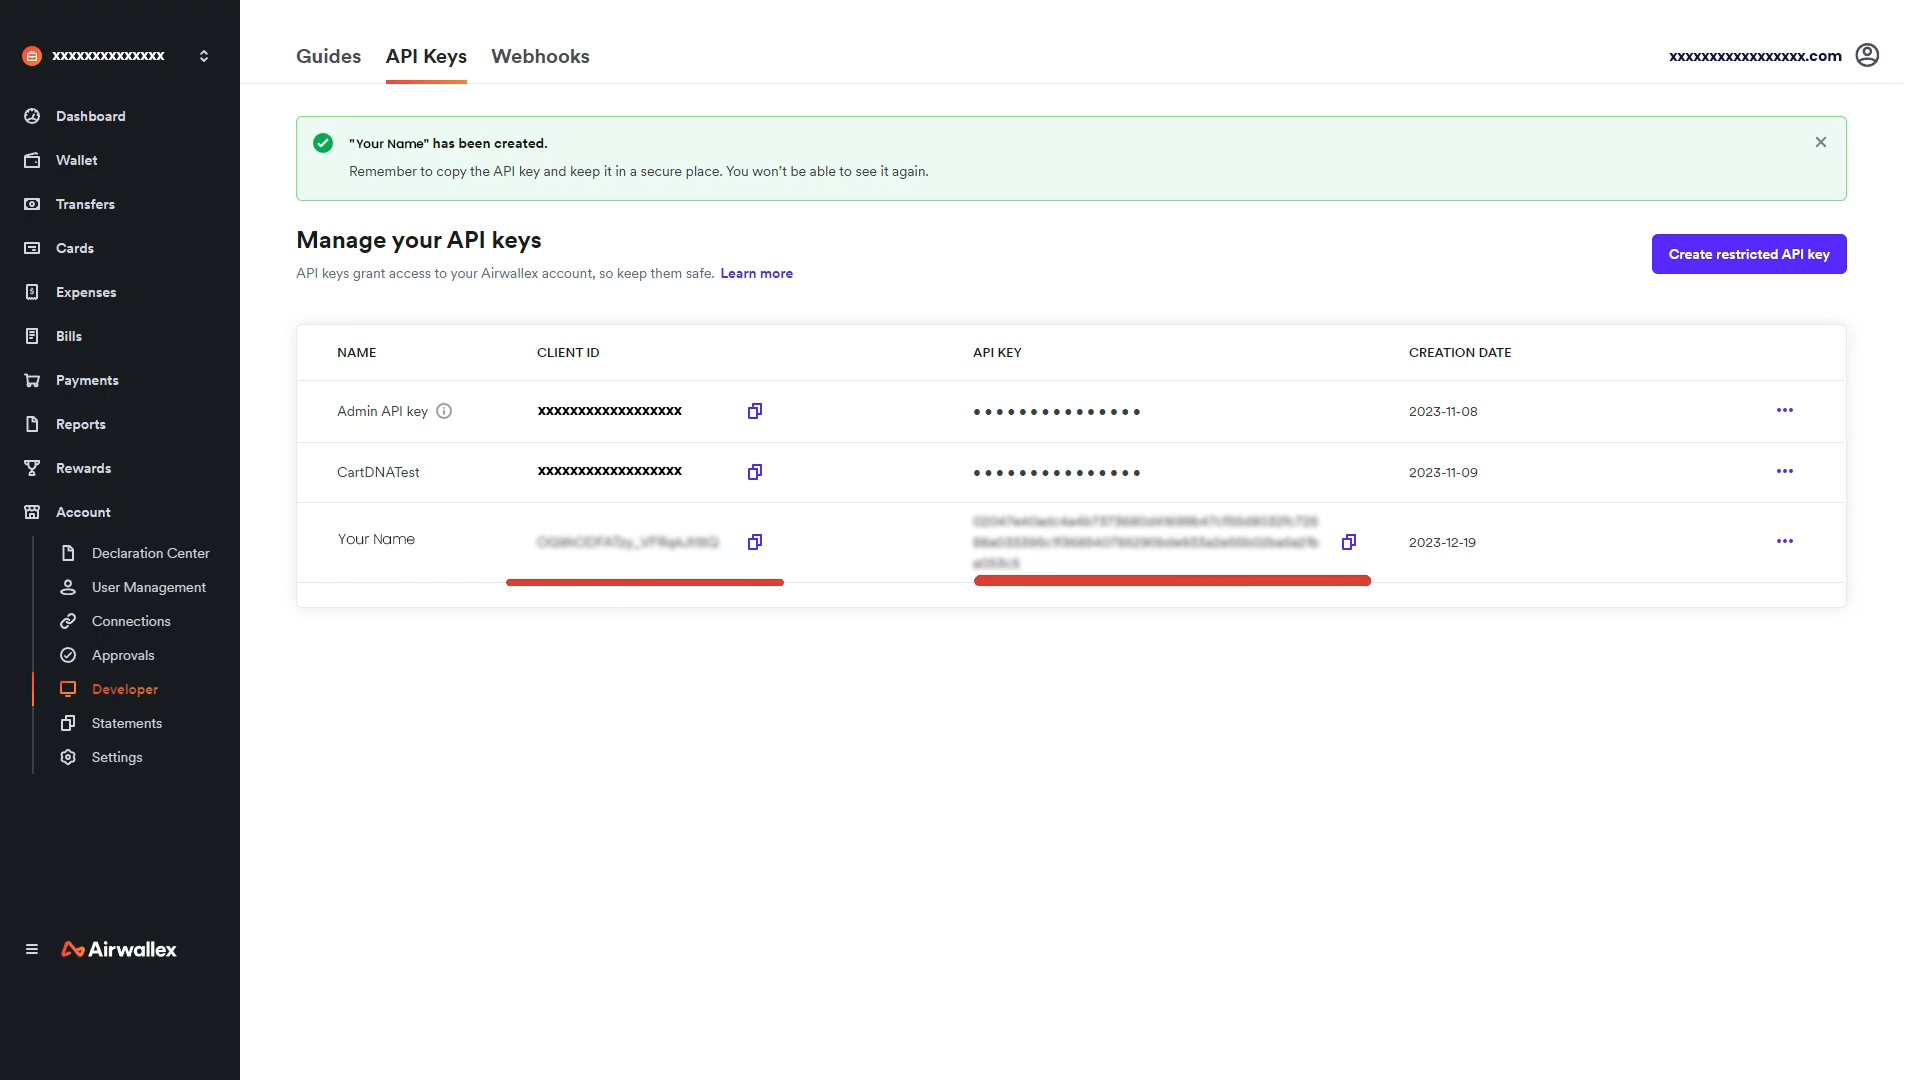 xxxxxxxxxxxxxx
Guides API Keys Webhooks
xxxxxxxxxxxxxxxxx.com
Dashboard
Wallet
Transfers
Cards
Expenses
Bills
Payments
Reports
Rewards
Account
Declaration Center
User Management
Connections
Approvals
Developer
Statements
Settings
Airwallex
"Your Name" has been created.
Remember to copy the API key and keep it in a secure place. You won't be able to see it again.
Manage your API keys
API keys grant access to your Airwallex account, so keep them safe. Learn more
Create restricted API key
NAME CLIENT ID API KEY CREATION DATE
Admin API key xxxxxxxxxxxxxxxxxx ••••••••••••••• 2023-11-08
CartDNATest xxxxxxxxxxxxxxxxxx ••••••••••••••• 2023-11-09
Your Name 2023-12-19